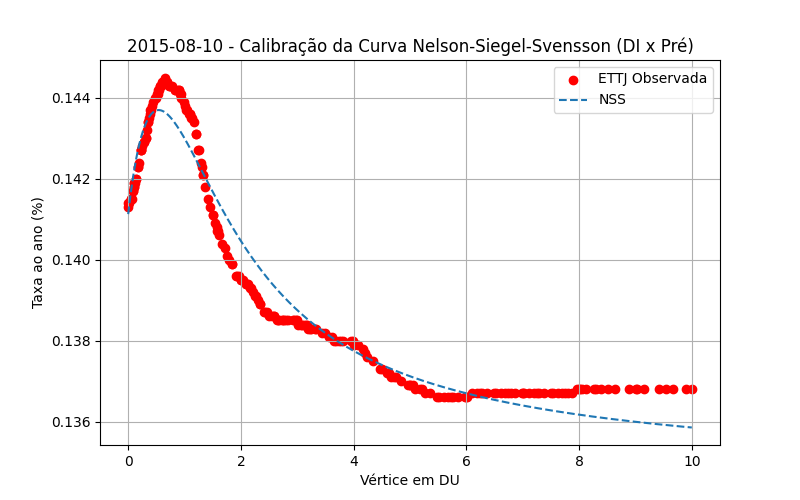 2015-08-10 - Calibração da Curva Nelson-Siegel-Svensson (DI x Pré)
ETTJ Observada
NSS
Taxa ao ano (%)
0.144
0.142
0.140
0.138
0.136
0 2 4 6 8 10
Vértice em DU